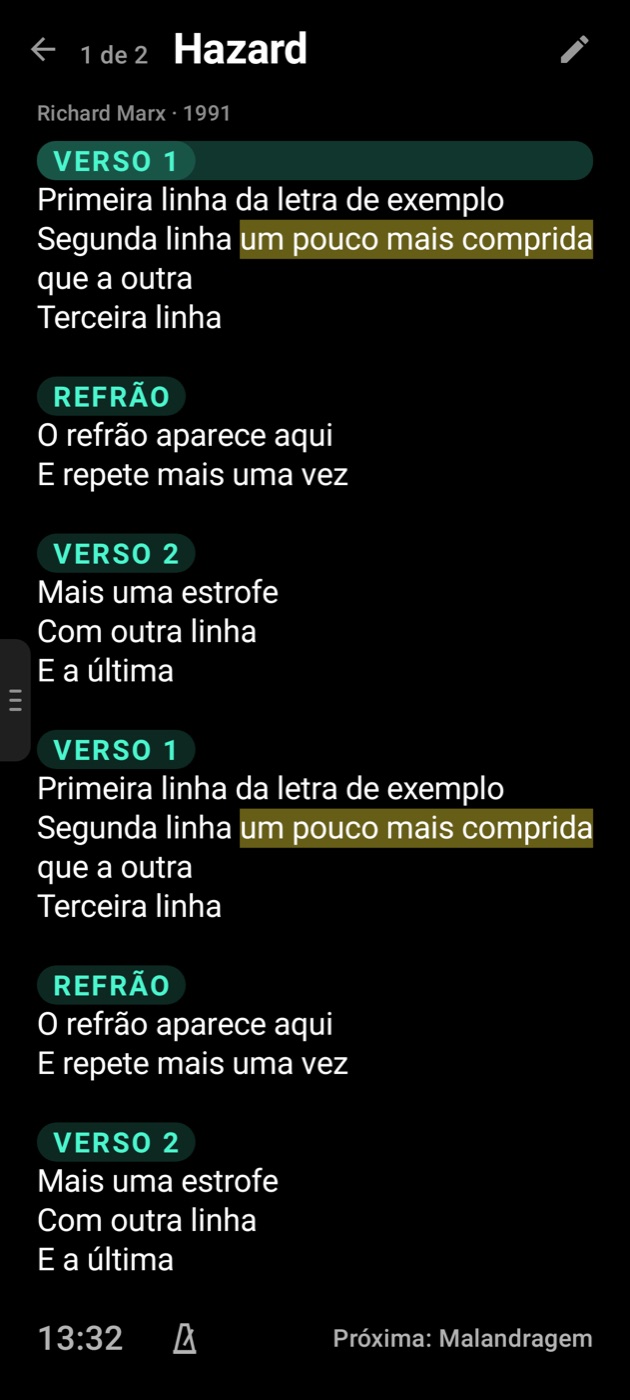 1 de 2 Hazard
Richard Marx · 1991
VERSO 1
Primeira linha da letra de exemplo
Segunda linha um pouco mais comprida
que a outra
Terceira linha
REFRÃO
O refrão aparece aqui
E repete mais uma vez
VERSO 2
Mais uma estrofe
Com outra linha
E a última
VERSO 1
Primeira linha da letra de exemplo
Segunda linha um pouco mais comprida
que a outra
Terceira linha
REFRÃO
O refrão aparece aqui
E repete mais uma vez
VERSO 2
Mais uma estrofe
Com outra linha
E a última
13:32 Próxima: Malandragem